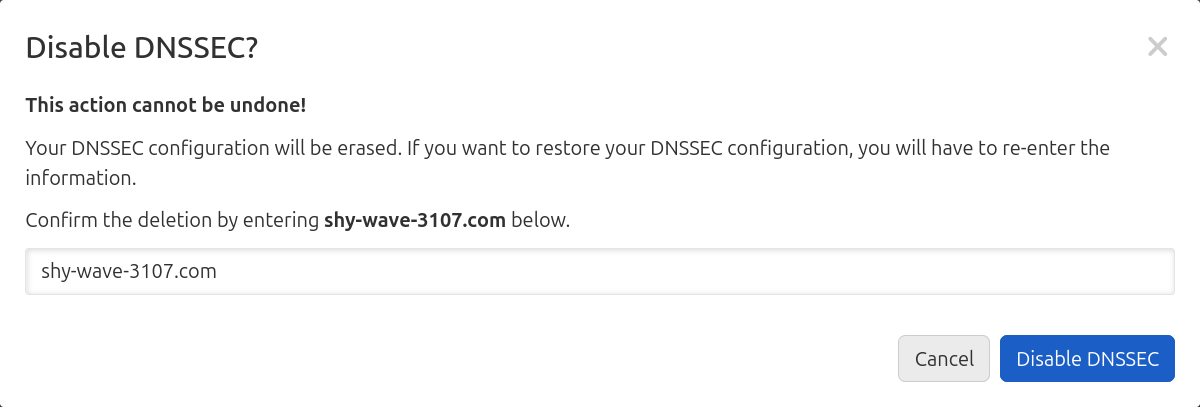 Disable DNSSEC?
This action cannot be undone!
Your DNSSEC configuration will be erased. If you want to restore your DNSSEC configuration, you will have to re-enter the
information.
Confirm the deletion by entering shy-wave-3107.com below.
shy-wave-3107.com
Cancel
Disable DNSSEC